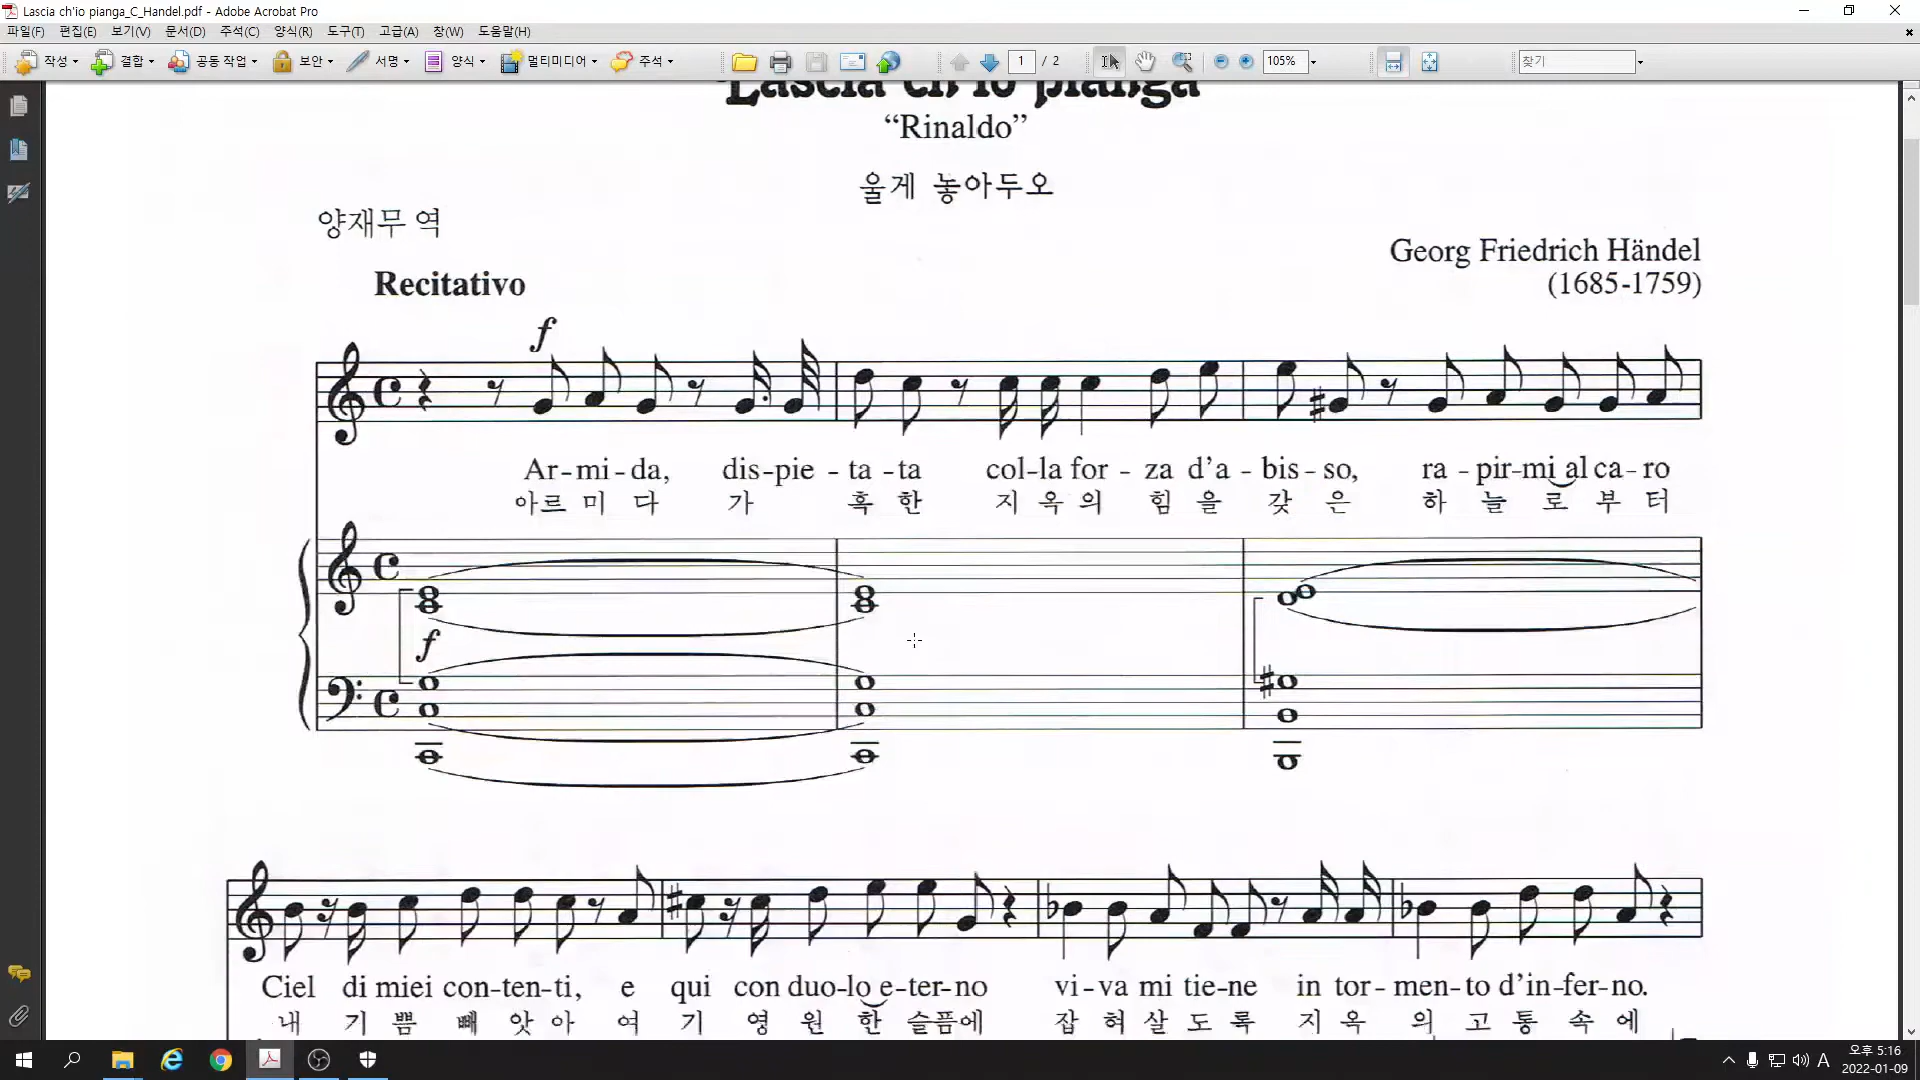 Lascia ch'io pianga_C_Handel.pdf - Adobe Acrobat Pro
파일(F) 편집(E) 보기(V) 문서(D) 주석(C) 양식(R) 도구(T) 고급(A) 창(W) 도움말(H)
작성 결합 공동 작업 보안 서명 양식 멀티미디어 주석 1 / 2 105% 찾기
Lascia ch'io pianga
“Rinaldo”
울게 놓아두오
양재무 역
Georg Friedrich Händel
(1685-1759)
Recitativo
f
Ar-mi-da, dis-pie-ta-ta col-la for-za d'a-bis-so, ra-pir-mi al ca-ro
아르 미 다 가 혹 한 지 옥 의 힘 을 갖 은 하 늘 로 부 터
f
Ciel di miei con-ten-ti, e qui con duo-lo e-ter-no vi-va mi tie-ne in tor-men-to d'in-fer-no.
내 기 쁨 빼 앗 아 여 기 영 원 한 슬픔에 잡 혀 살 도 록 지 옥 의 고 통 속 에
A 오후 5:16
2022-01-09